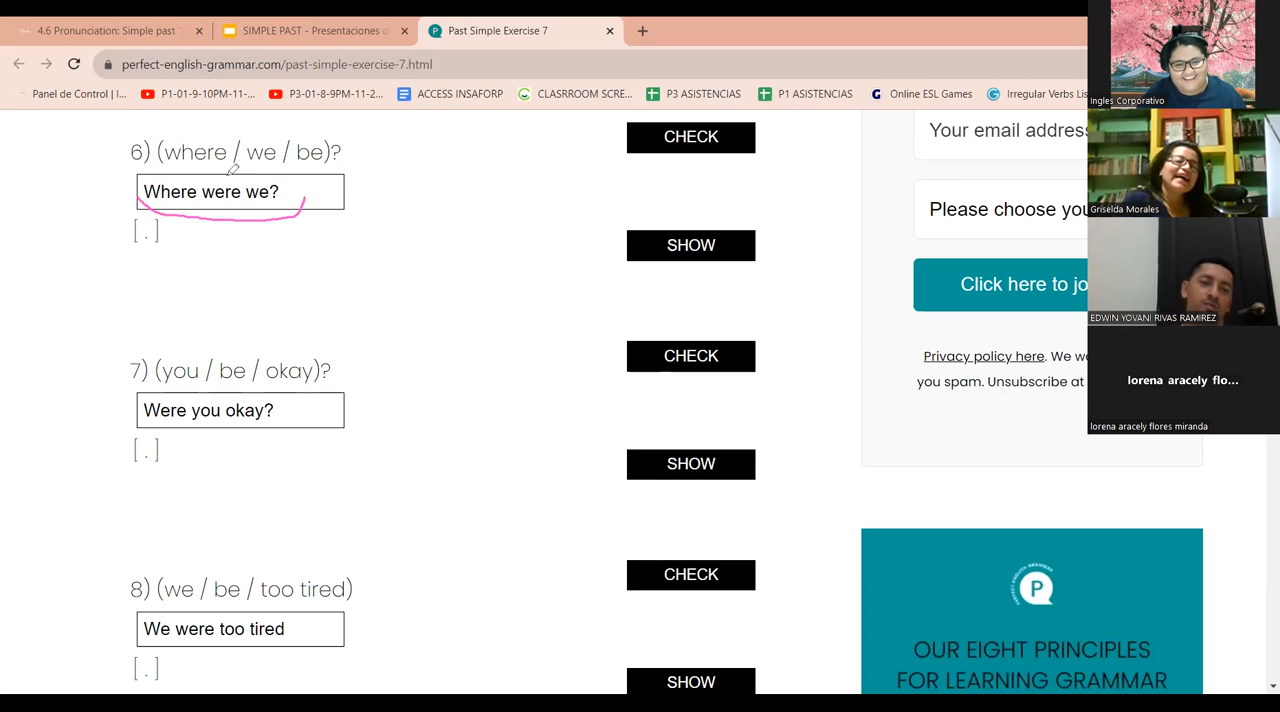 4.6 Pronunciation: Simple past
SIMPLE PAST - Presentaciones d
Past Simple Exercise 7
perfect-english-grammar.com/past-simple-exercise-7.html
Panel de Control | I...
P1-01-9-10PM-11-...
P3-01-8-9PM-11-2...
ACCESS INSAFORP
CLASRROOM SCRE...
P3 ASISTENCIAS
P1 ASISTENCIAS
Online ESL Games
Irregular Verbs Lis
Ingles Corporativo
6) (where / we / be)?
Where were we?
[ . ]
CHECK
SHOW
7) (you / be / okay)?
Were you okay?
[ . ]
CHECK
SHOW
8) (we / be / too tired)
We were too tired
[ . ]
CHECK
SHOW
Your email address
Please choose you
Click here to jo
Privacy policy here. We wo
you spam. Unsubscribe at
P
PERFECT ENGLISH GRAMMAR
OUR EIGHT PRINCIPLES
FOR LEARNING GRAMMAR
Griselda Morales
EDWIN YOVANI RIVAS RAMIREZ
lorena aracely flo...
lorena aracely flores miranda